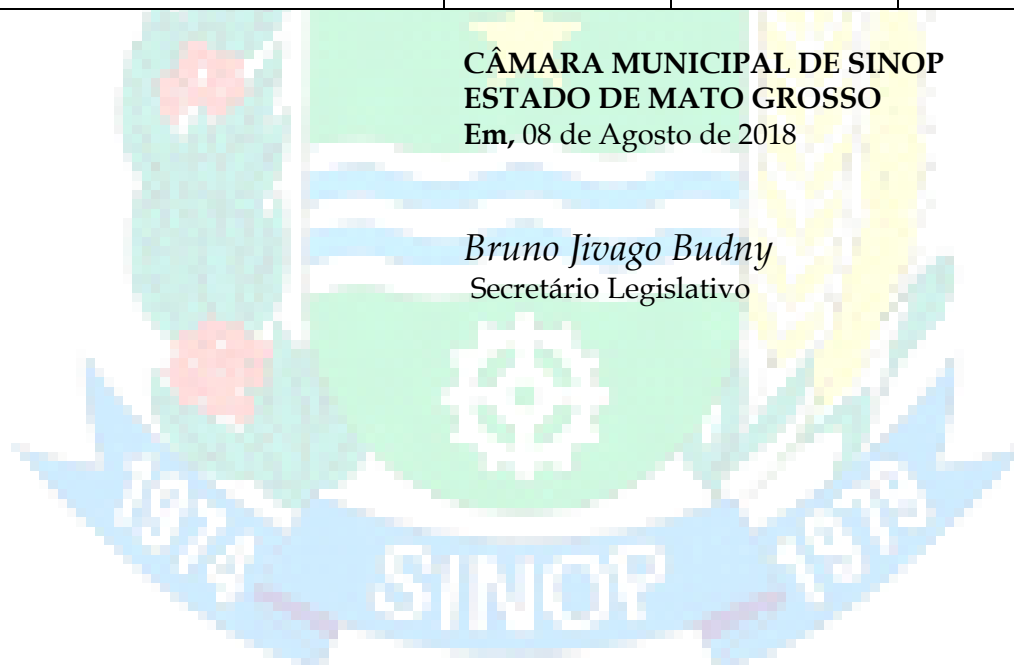 CÂMARA MUNICIPAL DE SINOP
ESTADO DE MATO GROSSO
Em, 08 de Agosto de 2018
Bruno Jivago Budny
Secretário Legislativo
1974 SINOP 1979